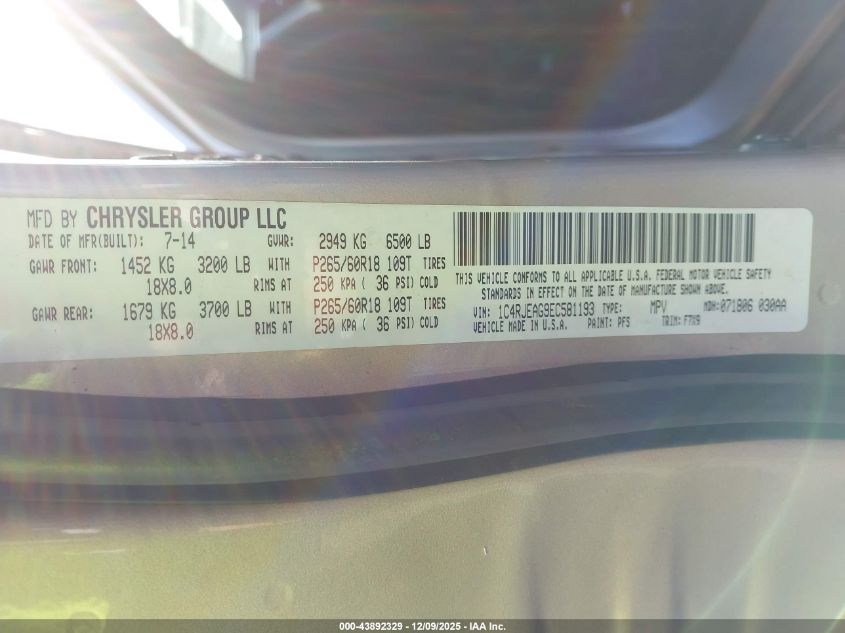 MFD BY CHRYSLER GROUP LLC
DATE OF MFR(BUILT): 7-14 GVWR: 2949 KG 6500 LB
GAWR FRONT: 1452 KG 3200 LB WITH P265/60R18 109T TIRES
18X8.0 RIMS AT 250 KPA ( 36 PSI) COLD
GAWR REAR: 1679 KG 3700 LB WITH P265/60R18 109T TIRES
18X8.0 RIMS AT 250 KPA ( 36 PSI) COLD
THIS VEHICLE CONFORMS TO ALL APPLICABLE U.S.A. FEDERAL MOTOR VEHICLE SAFETY
STANDARDS IN EFFECT ON THE DATE OF MANUFACTURE SHOWN ABOVE.
VIN: 1C4RJEAG9EC581193 TYPE: MPV MDH:071806 030AA
VEHICLE MADE IN U.S.A. PAINT: PFS TRIM: F7X9
000-43892329 - 12/09/2025 - IAA Inc.